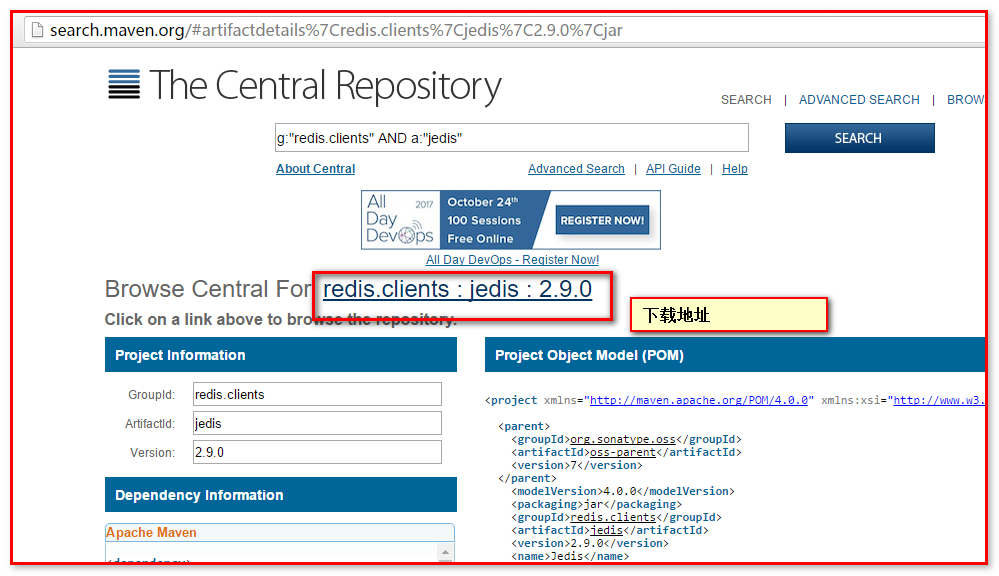 search.maven.org/#artifactdetails%7Credis.clients%7Cjedis%7C2.9.0%7Cjar
The Central Repository
SEARCH | ADVANCED SEARCH | BROW
g:"redis.clients" AND a:"jedis"
SEARCH
About Central
Advanced Search | API Guide | Help
All Day DevOps 2017
October 24th
100 Sessions
Free Online
REGISTER NOW!
All Day DevOps - Register Now!
Browse Central For redis.clients : jedis : 2.9.0
下载地址
Click on a link above to browse the repository.
Project Information
GroupId: redis.clients
ArtifactId: jedis
Version: 2.9.0
Dependency Information
Apache Maven
<dependency>
Project Object Model (POM)
<project xmlns="http://maven.apache.org/POM/4.0.0" xmlns:xsi="http://www.w3.
<parent>
<groupId>org.sonatype.oss</groupId>
<artifactId>oss-parent</artifactId>
<version>7</version>
</parent>
<modelVersion>4.0.0</modelVersion>
<packaging>jar</packaging>
<groupId>redis.clients</groupId>
<artifactId>jedis</artifactId>
<version>2.9.0</version>
<name>Jedis</name>